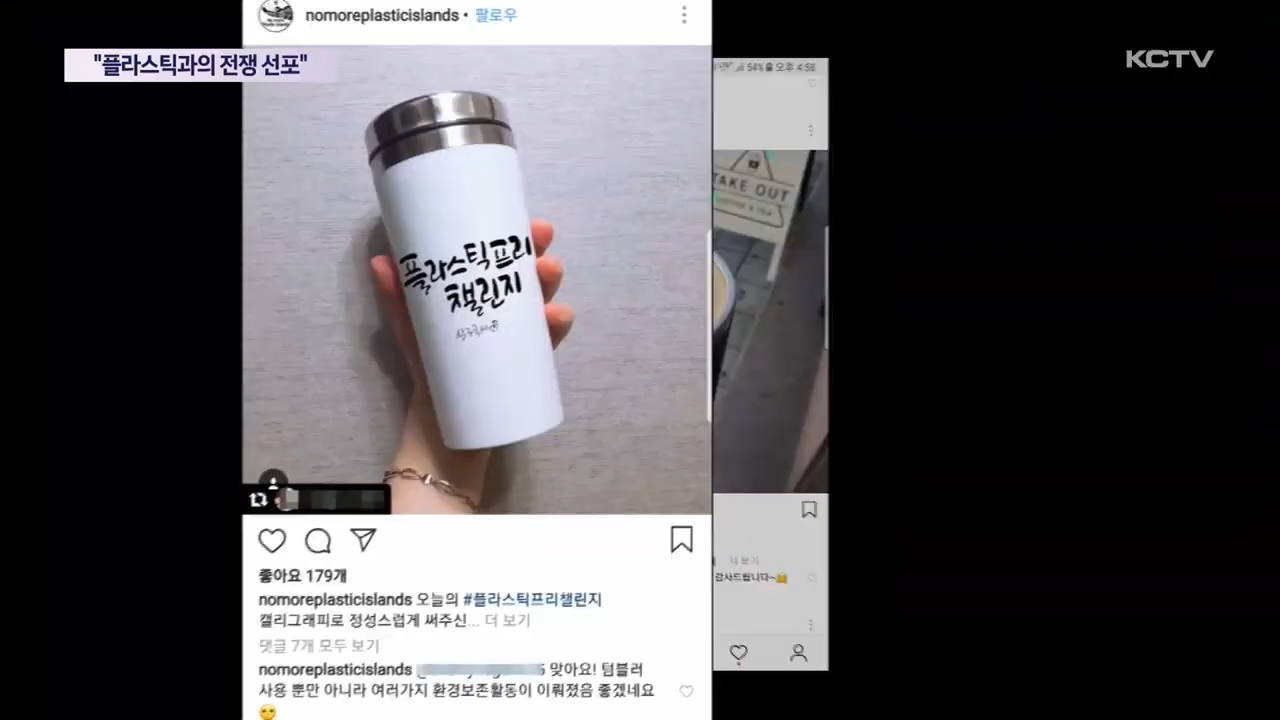 nomoreplasticislands • 팔로우
"플라스틱과의 전쟁 선포"
KCTV
54% 오후 4:56
TAKE OUT
플라스틱프리
챌린지
좋아요 179개
nomoreplasticislands 오늘의 #플라스틱프리챌린지
캘리그래피로 정성스럽게 써주신... 더 보기
댓글 7개 모두 보기
nomoreplasticislands 맞아요! 텀블러
사용 뿐만 아니라 여러가지 환경보존활동이 이뤄졌음 좋겠네요
감사드립니다~